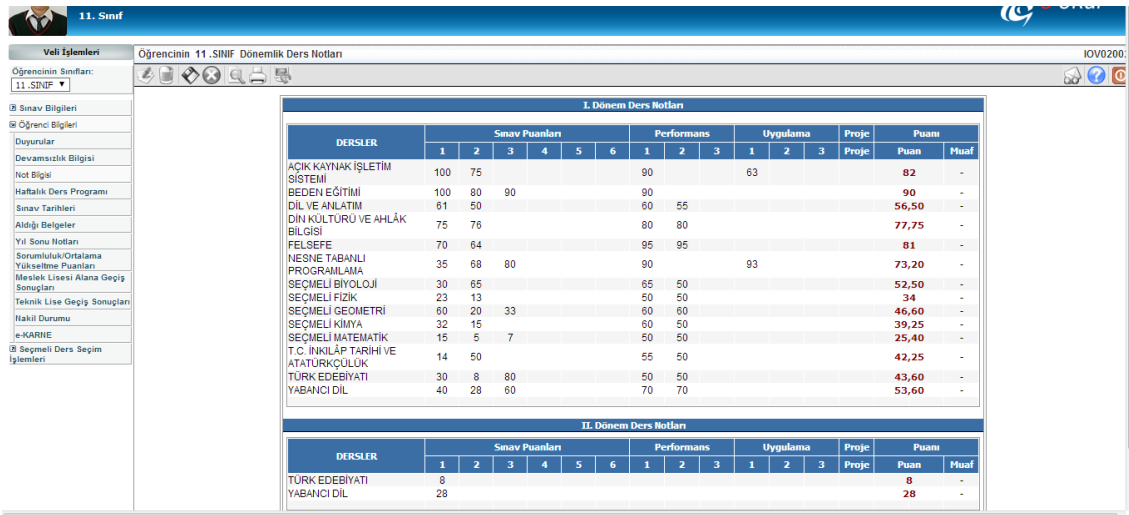 11. Sınıf
Veli İşlemleri
Öğrencinin 11 .SINIF Dönemlik Ders Notları
Öğrencinin Sınıfları:
11 .SINIF ▼
Sınav Bilgileri
Öğrenci Bilgileri
Duyurular
Devamsızlık Bilgisi
Not Bilgisi
Haftalık Ders Programı
Sınav Tarihleri
Aldığı Belgeler
Yıl Sonu Notları
Sorumluluk/Ortalama
Yükseltme Puanları
Meslek Lisesi Alana Geçiş
Sonuçları
Teknik Lise Geçiş Sonuçları
Nakil Durumu
e-KARNE
Seçmeli Ders Seçim
İşlemleri
I. Dönem Ders Notları
DERSLER Sınav Puanları Performans Uygulama Proje Puanı
1 2 3 4 5 6 1 2 3 1 2 3 Proje Puan Muaf
AÇIK KAYNAK İŞLETİM
SİSTEMİ 100 75 90 63 82 -
BEDEN EĞİTİMİ 100 80 90 90 90 -
DİL VE ANLATIM 61 50 60 55 56,50 -
DİN KÜLTÜRÜ VE AHLÂK
BİLGİSİ 75 76 80 80 77,75 -
FELSEFE 70 64 95 95 81 -
NESNE TABANLI
PROGRAMLAMA 35 68 80 90 93 73,20 -
SEÇMELİ BİYOLOJİ 30 65 65 50 52,50 -
SEÇMELİ FİZİK 23 13 50 50 34 -
SEÇMELİ GEOMETRİ 60 20 33 60 60 46,60 -
SEÇMELİ KİMYA 32 15 60 50 39,25 -
SEÇMELİ MATEMATİK 15 5 7 50 50 25,40 -
T.C. İNKILÂP TARİHİ VE
ATATÜRKÇÜLÜK 14 50 55 50 42,25 -
TÜRK EDEBİYATI 30 8 80 50 50 43,60 -
YABANCI DİL 40 28 60 70 70 53,60 -
II. Dönem Ders Notları
DERSLER Sınav Puanları Performans Uygulama Proje Puanı
1 2 3 4 5 6 1 2 3 1 2 3 Proje Puan Muaf
TÜRK EDEBİYATI 8 8 -
YABANCI DİL 28 28 -